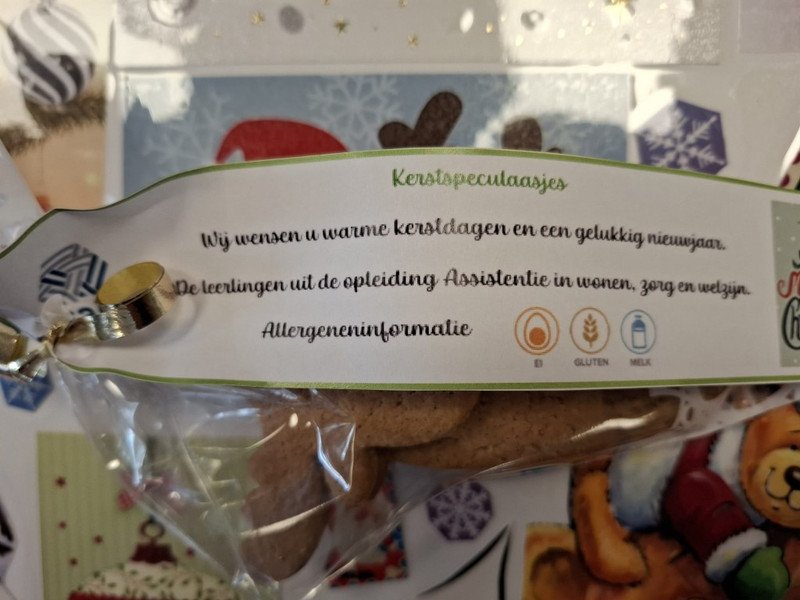 Kerstspeculaasjes
Wij wensen u warme kerstdagen en een gelukkig nieuwjaar.
De leerlingen uit de opleiding Assistentie in wonen, zorg en welzijn.
Allergeneninformatie
EI GLUTEN MELK